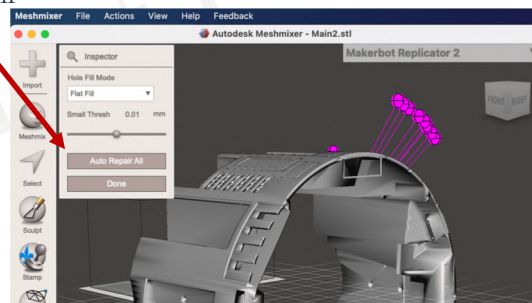 Meshmixer File Actions View Help Feedback
Autodesk Meshmixer - Main2.stl
Import
Meshmix
Select
Sculpt
Stamp
Inspector
Hole Fill Mode
Flat Fill
Small Thresh 0.01 mm
Auto Repair All
Done
Makerbot Replicator 2
FRONT RIGHT